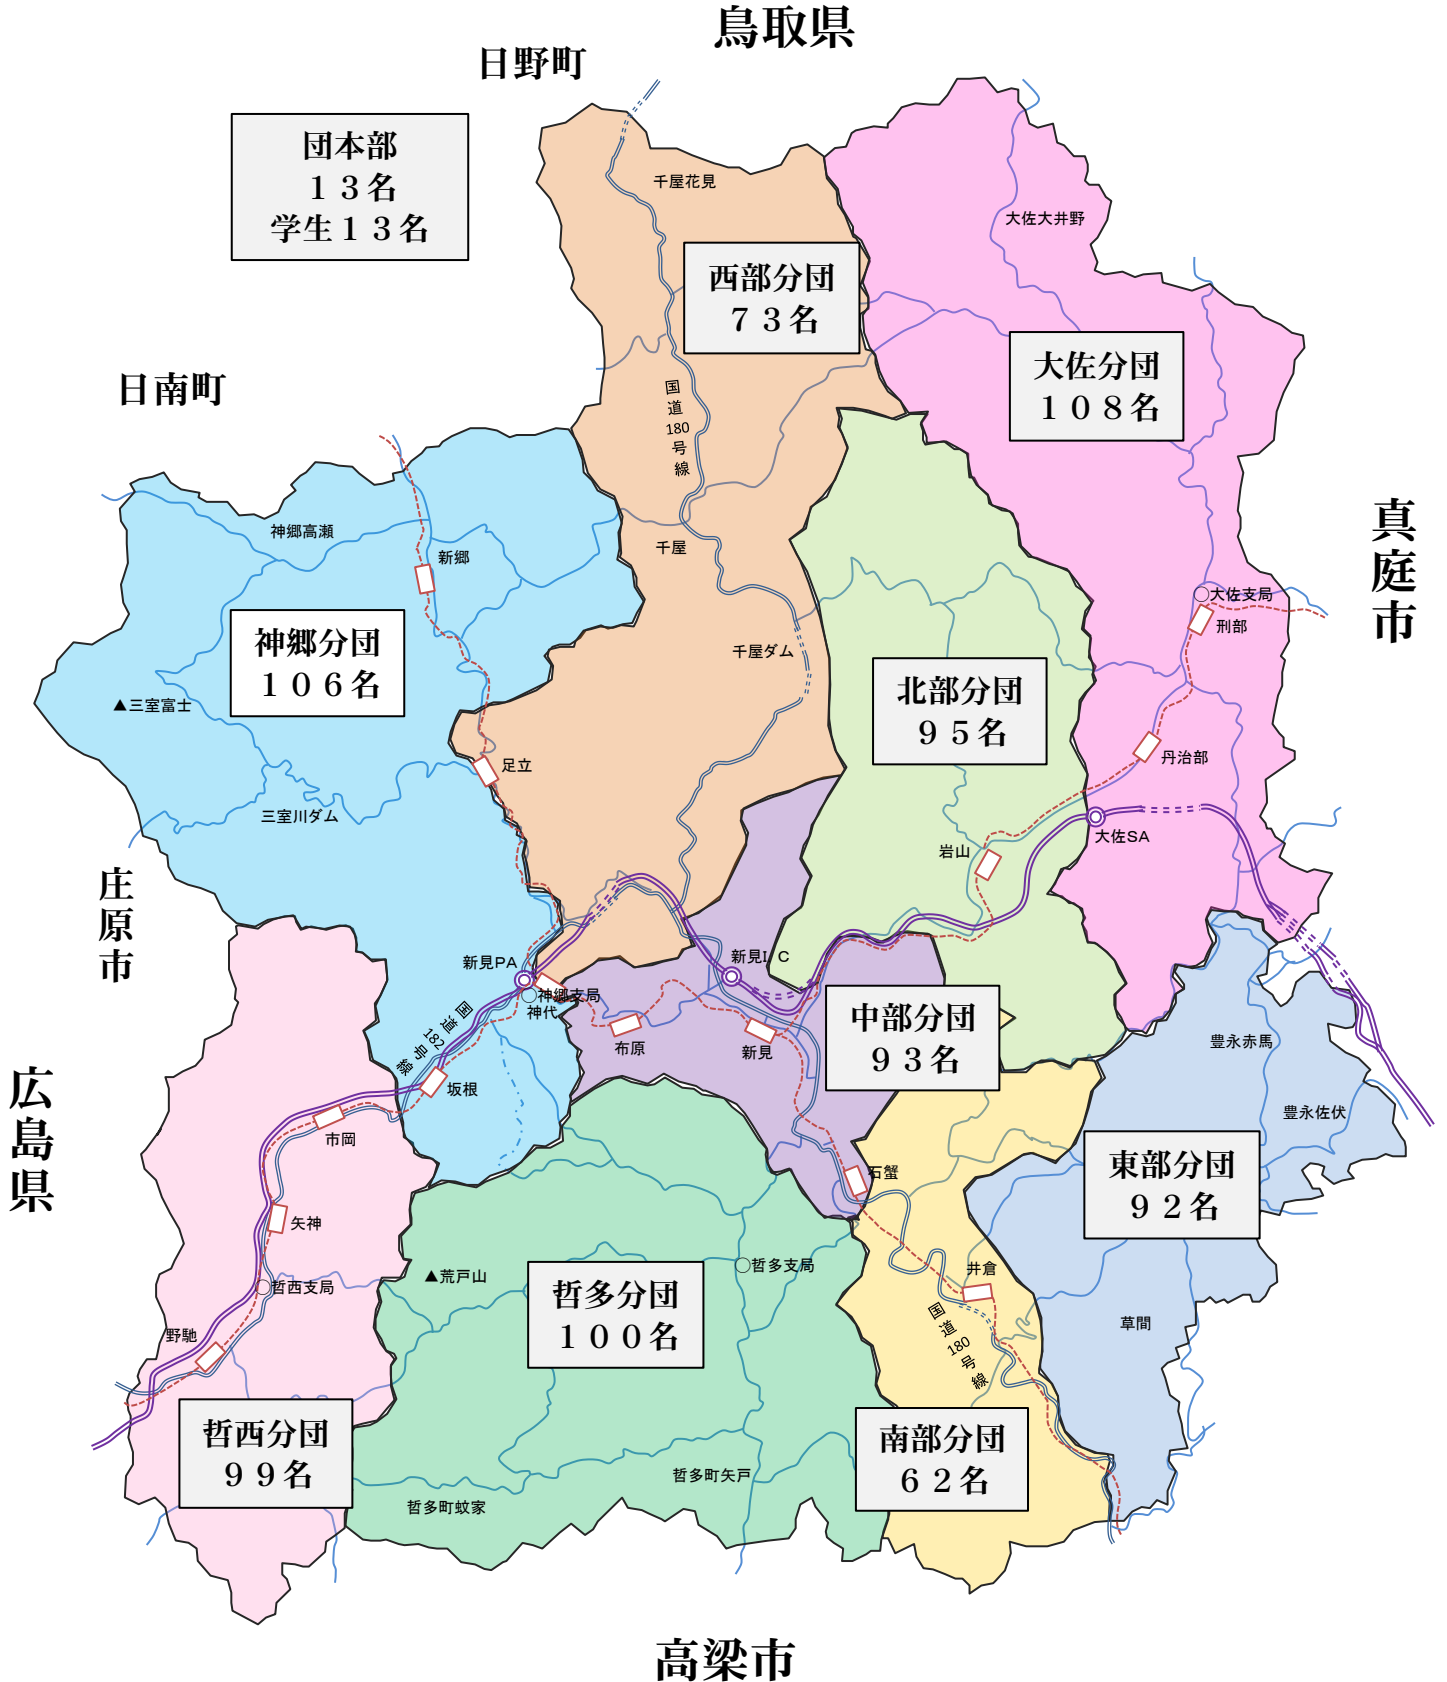 鳥取県
日野町
団本部
１３名
学生１３名
千屋花見
大佐大井野
西部分団
７３名
大佐分団
１０８名
日南町
国道180号線
神郷高瀬
新郷
千屋
真庭市
大佐支局
刑部
神郷分団
１０６名
千屋ダム
北部分団
９５名
▲三室富士
足立
丹治部
三室川ダム
大佐SA
岩山
庄原市
新見PA
新見I.C
神郷支局
神代
国道182号線
中部分団
９３名
布原
新見
豊永赤馬
広島県
坂根
市岡
豊永佐伏
東部分団
９２名
石蟹
矢神
▲荒戸山
哲多支局
井倉
哲西支局
哲多分団
１００名
国道180号線
草間
野馳
哲西分団
９９名
南部分団
６２名
哲多町矢戸
哲多町蚊家
高梁市